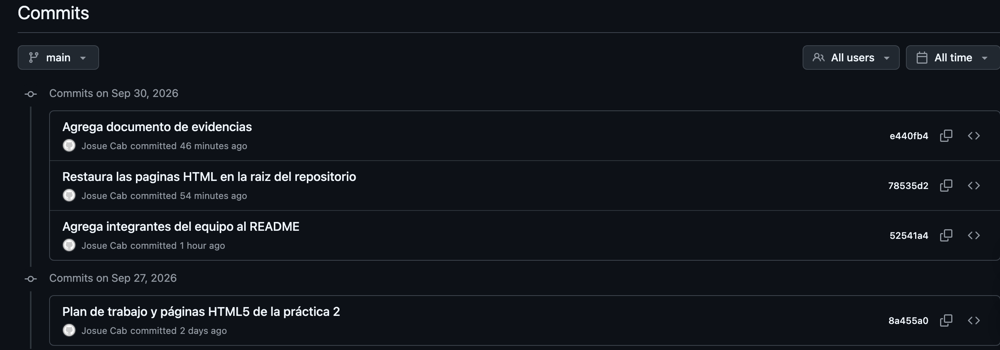 Commits
main
All users
All time
Commits on Sep 30, 2026
Agrega documento de evidencias
Josue Cab committed 46 minutes ago
e440fb4
Restaura las paginas HTML en la raiz del repositorio
Josue Cab committed 54 minutes ago
78535d2
Agrega integrantes del equipo al README
Josue Cab committed 1 hour ago
52541a4
Commits on Sep 27, 2026
Plan de trabajo y páginas HTML5 de la práctica 2
Josue Cab committed 2 days ago
8a455a0